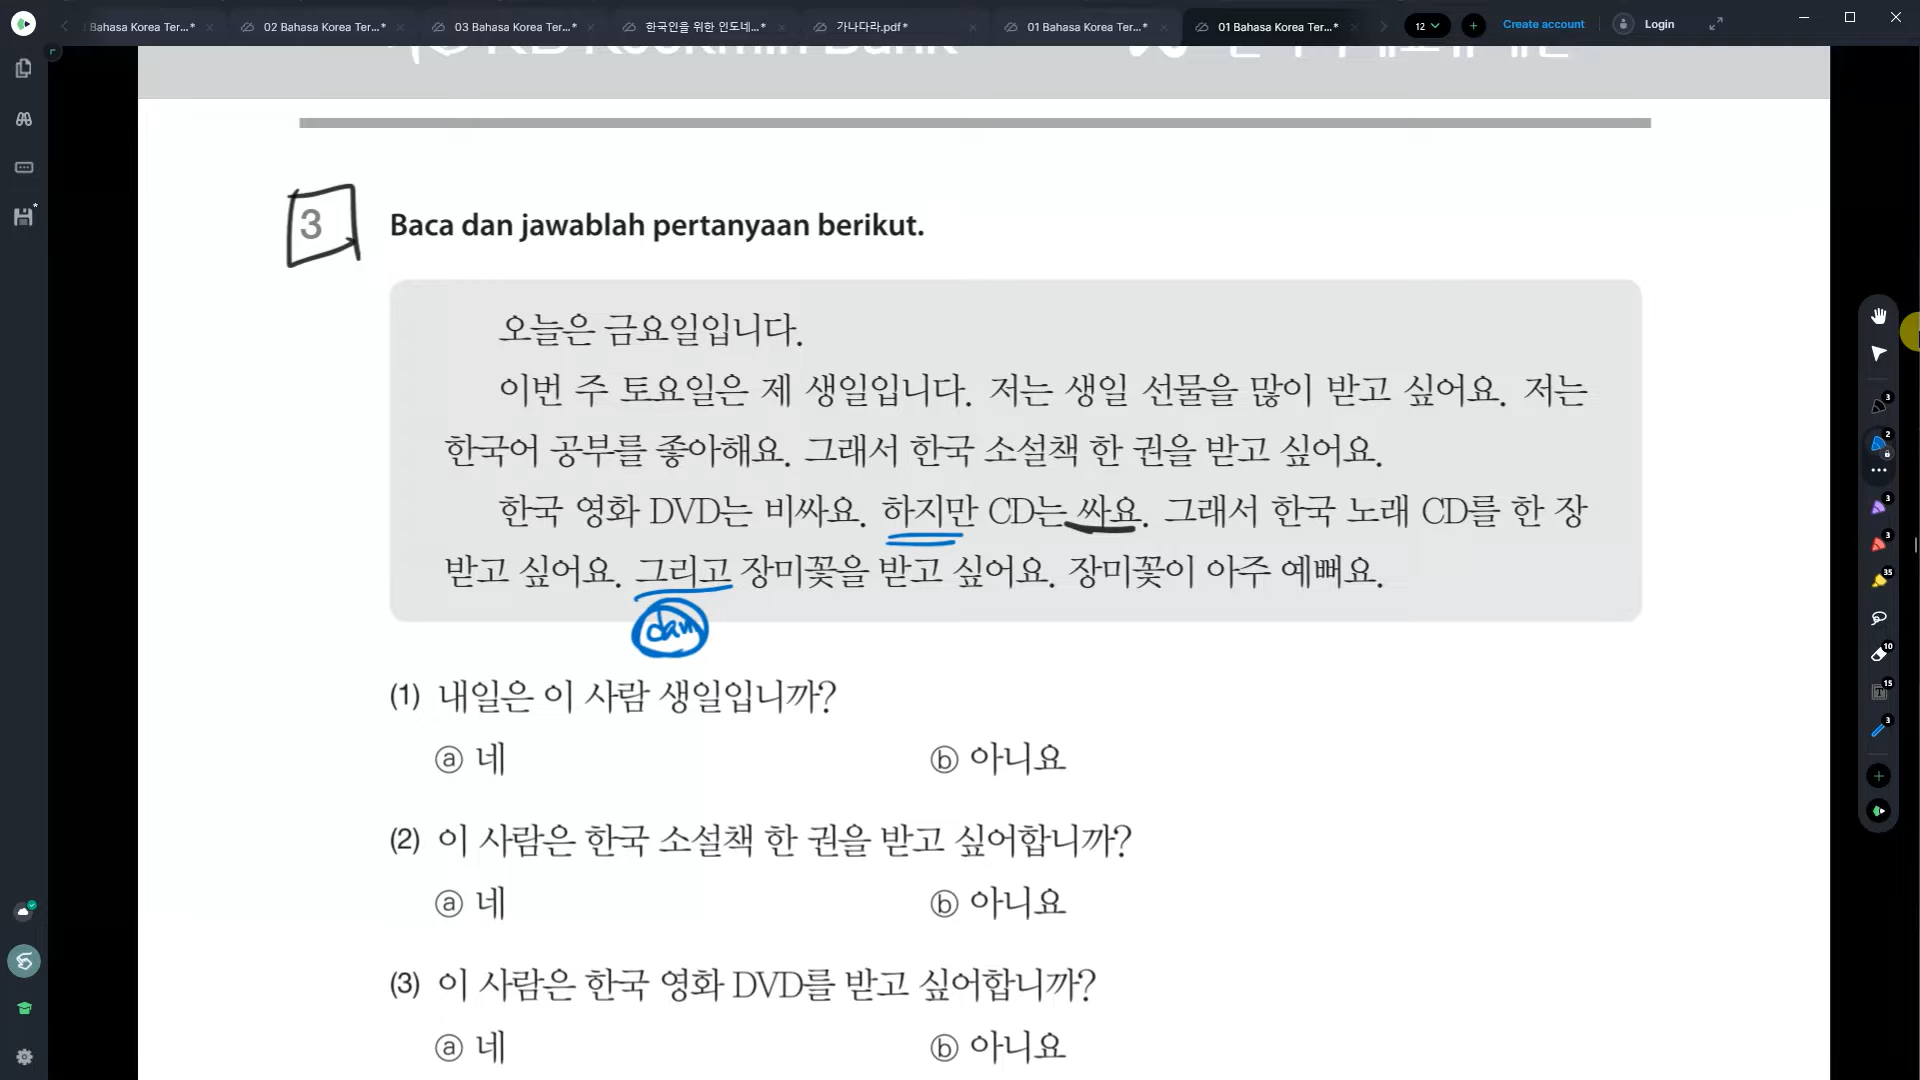 Bahasa Korea Ter...*
02 Bahasa Korea Ter...*
03 Bahasa Korea Ter...*
한국인을 위한 인도네...*
가나다라.pdf*
01 Bahasa Korea Ter...*
01 Bahasa Korea Ter...*
12
Create account
Login
KB Kookmin Bank
3
Baca dan jawablah pertanyaan berikut.
오늘은 금요일입니다.
이번 주 토요일은 제 생일입니다. 저는 생일 선물을 많이 받고 싶어요. 저는
한국어 공부를 좋아해요. 그래서 한국 소설책 한 권을 받고 싶어요.
한국 영화 DVD는 비싸요. 하지만 CD는 싸요. 그래서 한국 노래 CD를 한 장
받고 싶어요. 그리고 장미꽃을 받고 싶어요. 장미꽃이 아주 예뻐요.
dan
(1) 내일은 이 사람 생일입니까?
ⓐ 네 ⓑ 아니요
(2) 이 사람은 한국 소설책 한 권을 받고 싶어합니까?
ⓐ 네 ⓑ 아니요
(3) 이 사람은 한국 영화 DVD를 받고 싶어합니까?
ⓐ 네 ⓑ 아니요
3
2
3
3
35
10
15
3